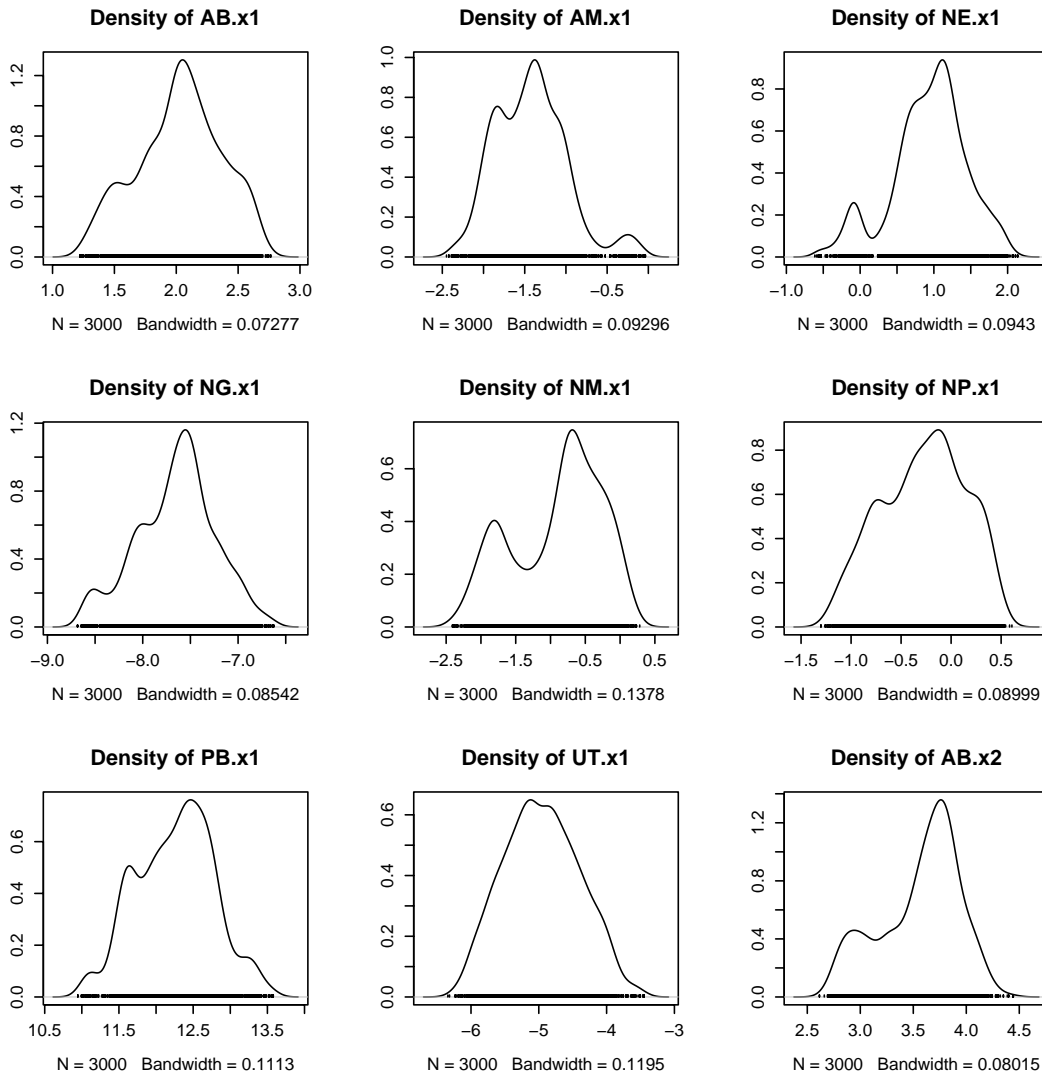 Density of AB.x1
Density of AM.x1
Density of NE.x1
0.0 0.4 0.8 1.2
0.0 0.2 0.4 0.6 0.8 1.0
0.0 0.2 0.4 0.6 0.8
1.0 1.5 2.0 2.5 3.0
−2.5 −1.5 −0.5
−1.0 0.0 1.0 2.0
N = 3000 Bandwidth = 0.07277
N = 3000 Bandwidth = 0.09296
N = 3000 Bandwidth = 0.0943
Density of NG.x1
Density of NM.x1
Density of NP.x1
0.0 0.4 0.8 1.2
0.0 0.2 0.4 0.6
0.0 0.2 0.4 0.6 0.8
−9.0 −8.0 −7.0
−2.5 −1.5 −0.5 0.5
−1.5 −1.0 −0.5 0.0 0.5
N = 3000 Bandwidth = 0.08542
N = 3000 Bandwidth = 0.1378
N = 3000 Bandwidth = 0.08999
Density of PB.x1
Density of UT.x1
Density of AB.x2
0.0 0.2 0.4 0.6
0.0 0.2 0.4 0.6
0.0 0.4 0.8 1.2
10.5 11.5 12.5 13.5
−6 −5 −4 −3
2.5 3.0 3.5 4.0 4.5
N = 3000 Bandwidth = 0.1113
N = 3000 Bandwidth = 0.1195
N = 3000 Bandwidth = 0.08015